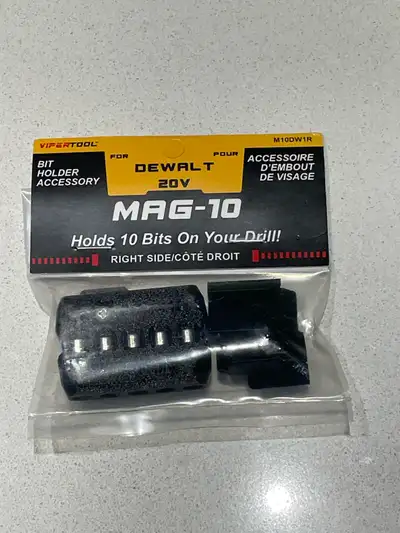 VIPERTOOL
M10DW1R
BIT
HOLDER
ACCESSORY
FOR
POUR
DEWALT
20V
ACCESSOIRE
D'EMBOUT
DE VISAGE
MAG-10
Holds 10 Bits On Your Drill!
RIGHT SIDE/CÔTÉ DROIT